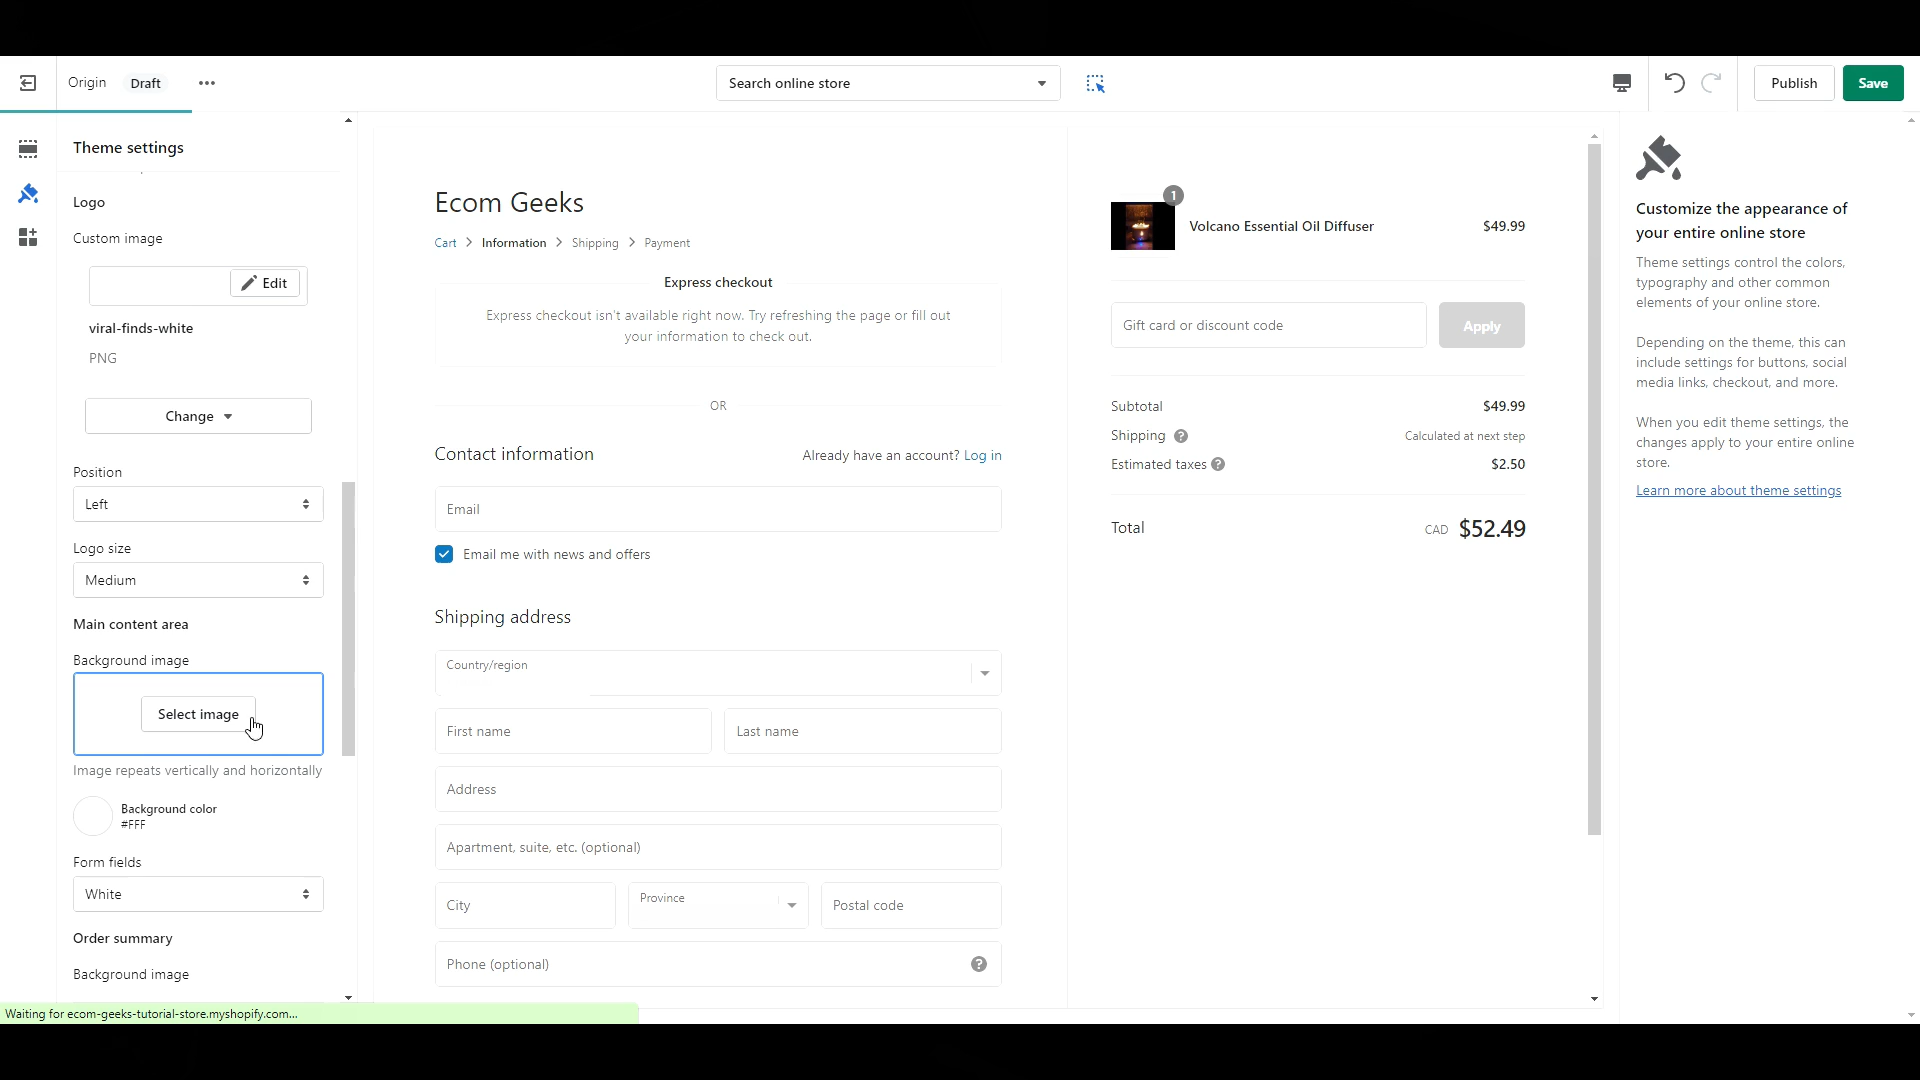 Origin
Draft
Search online store
Publish
Save
Theme settings
Logo
Custom image
Edit
viral-finds-white
PNG
Change
Position
Left
Logo size
Medium
Main content area
Background image
Select image
Image repeats vertically and horizontally
Background color
#FFF
Form fields
White
Order summary
Background image
Waiting for ecom-geeks-tutorial-store.myshopify.com...
Ecom Geeks
Cart > Information > Shipping > Payment
Express checkout
Express checkout isn't available right now. Try refreshing the page or fill out
your information to check out.
OR
Contact information
Already have an account? Log in
Email
Email me with news and offers
Shipping address
Country/region
First name
Last name
Address
Apartment, suite, etc. (optional)
City
Province
Postal code
Phone (optional)
?
1
Volcano Essential Oil Diffuser
$49.99
Gift card or discount code
Apply
Subtotal
$49.99
Shipping ?
Calculated at next step
Estimated taxes ?
$2.50
Total
CAD $52.49
Customize the appearance of
your entire online store
Theme settings control the colors,
typography and other common
elements of your online store.
Depending on the theme, this can
include settings for buttons, social
media links, checkout, and more.
When you edit theme settings, the
changes apply to your entire online
store.
Learn more about theme settings